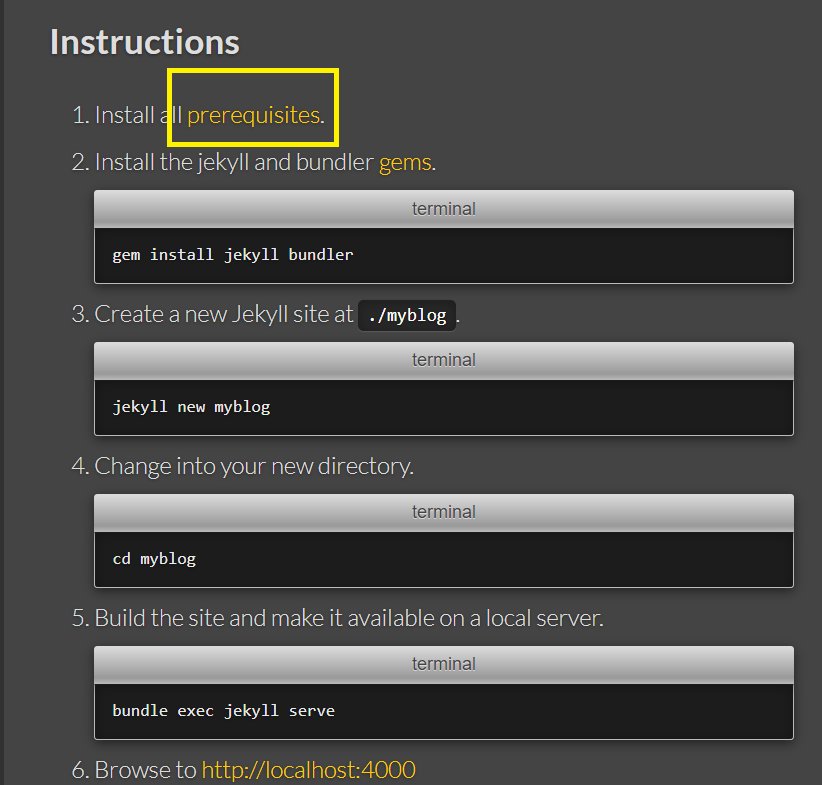 Instructions
1. Install all prerequisites.
2. Install the jekyll and bundler gems.
terminal
gem install jekyll bundler
3. Create a new Jekyll site at ./myblog.
terminal
jekyll new myblog
4. Change into your new directory.
terminal
cd myblog
5. Build the site and make it available on a local server.
terminal
bundle exec jekyll serve
6. Browse to http://localhost:4000